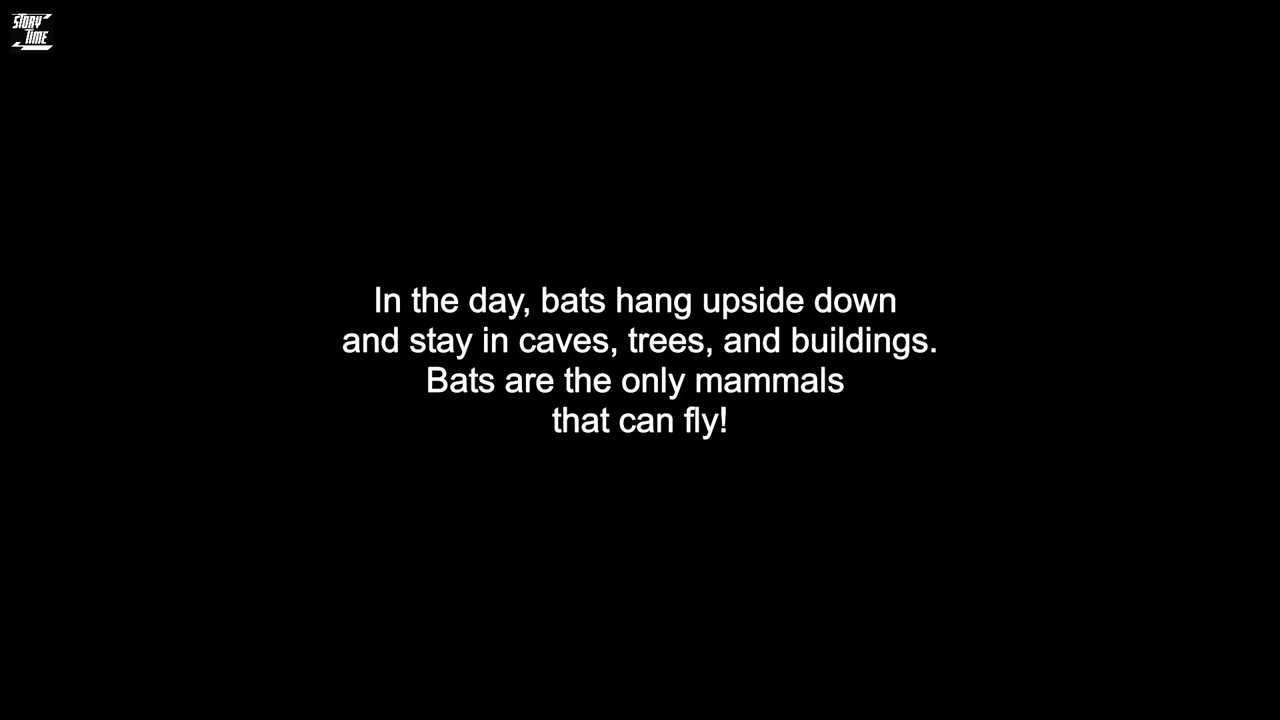 STORY
TIME
In the day, bats hang upside down
and stay in caves, trees, and buildings.
Bats are the only mammals
that can fly!